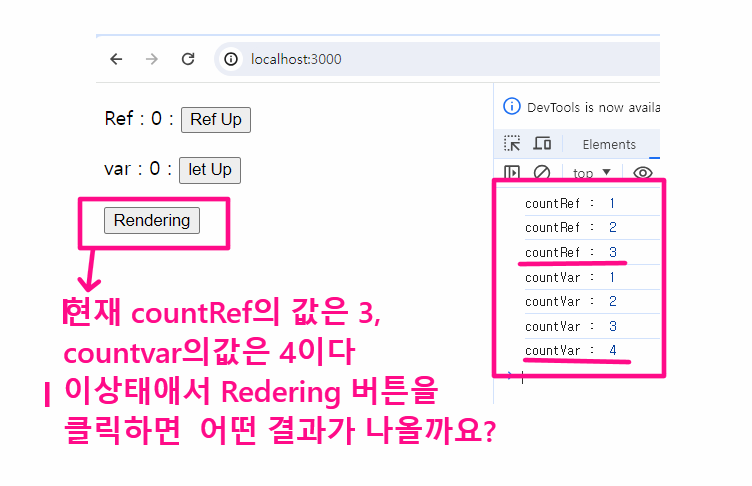 localhost:3000
Ref : 0 : Ref Up
var : 0 : let Up
Rendering
DevTools is now availa
Elements
top
countRef : 1
countRef : 2
countRef : 3
countVar : 1
countVar : 2
countVar : 3
countVar : 4
현재 countRef의 값은 3,
countvar의값은 4이다
이상태애서 Redering 버튼을
클릭하면 어떤 결과가 나올까요?